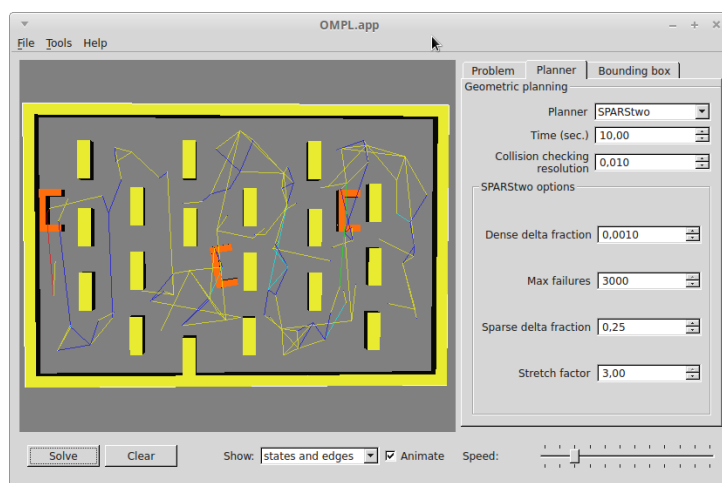 OMPL.app
File Tools Help
Problem Planner Bounding box
Geometric planning
Planner SPARStwo
Time (sec.) 10,00
Collision checking
resolution 0,010
SPARStwo options
Dense delta fraction 0,0010
Max failures 3000
Sparse delta fraction 0,25
Stretch factor 3,00
Solve Clear Show: states and edges Animate Speed: